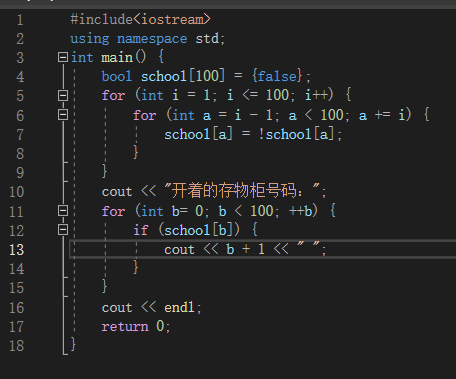 1 #include<iostream>
2 using namespace std;
3 int main() {
4 bool school[100] = {false};
5 for (int i = 1; i <= 100; i++) {
6 for (int a = i - 1; a < 100; a += i) {
7 school[a] = !school[a];
8 }
9 }
10 cout << "开着的存物柜号码：";
11 for (int b= 0; b < 100; ++b) {
12 if (school[b]) {
13 cout << b + 1 << " ";
14 }
15 }
16 cout << endl;
17 return 0;
18 }